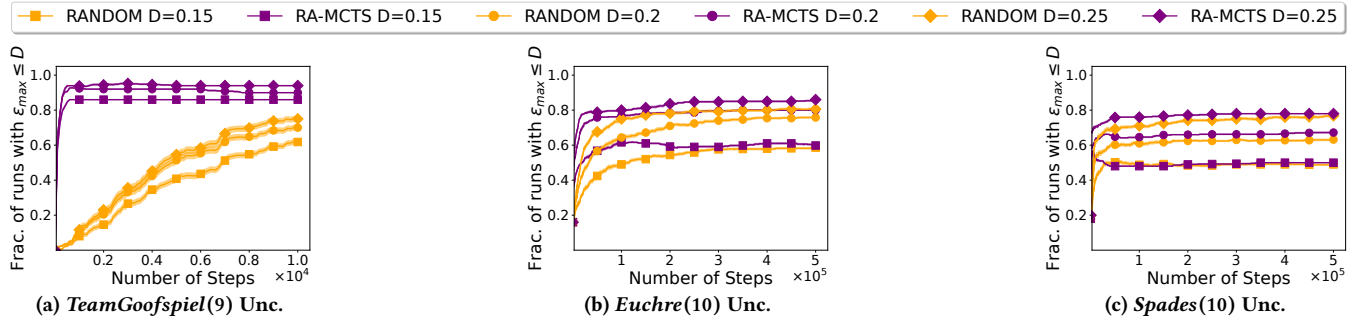 RANDOM D=0.15 RA-MCTS D=0.15 RANDOM D=0.2 RA-MCTS D=0.2 RANDOM D=0.25 RA-MCTS D=0.25
Frac. of runs with ε_max ≤ D
1.0
0.8
0.6
0.4
0.2
0.2 0.4 0.6 0.8 1.0
Number of Steps ×10^4
(a) TeamGoofspiel(9) Unc.
Frac. of runs with ε_max ≤ D
1.0
0.8
0.6
0.4
0.2
1 2 3 4 5
Number of Steps ×10^5
(b) Euchre(10) Unc.
Frac. of runs with ε_max ≤ D
1.0
0.8
0.6
0.4
0.2
1 2 3 4 5
Number of Steps ×10^5
(c) Spades(10) Unc.